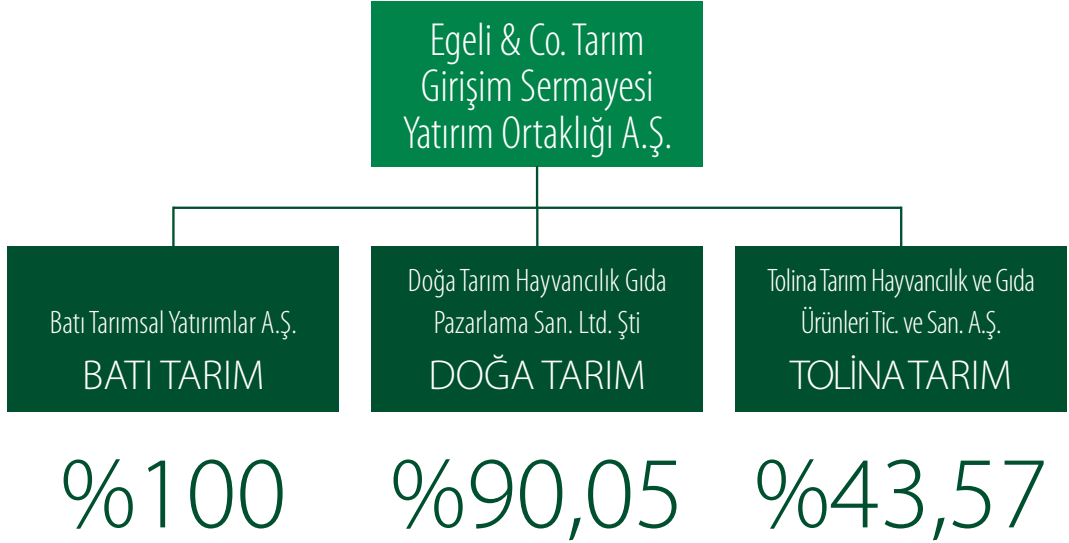 Egeli & Co. Tarım
Girişim Sermayesi
Yatırım Ortaklığı A.Ş.
Batı Tarımsal Yatırımlar A.Ş.
BATI TARIM
%100
Doğa Tarım Hayvancılık Gıda
Pazarlama San. Ltd. Şti
DOĞA TARIM
%90,05
Tolina Tarım Hayvancılık ve Gıda
Ürünleri Tic. ve San. A.Ş.
TOLİNA TARIM
%43,57